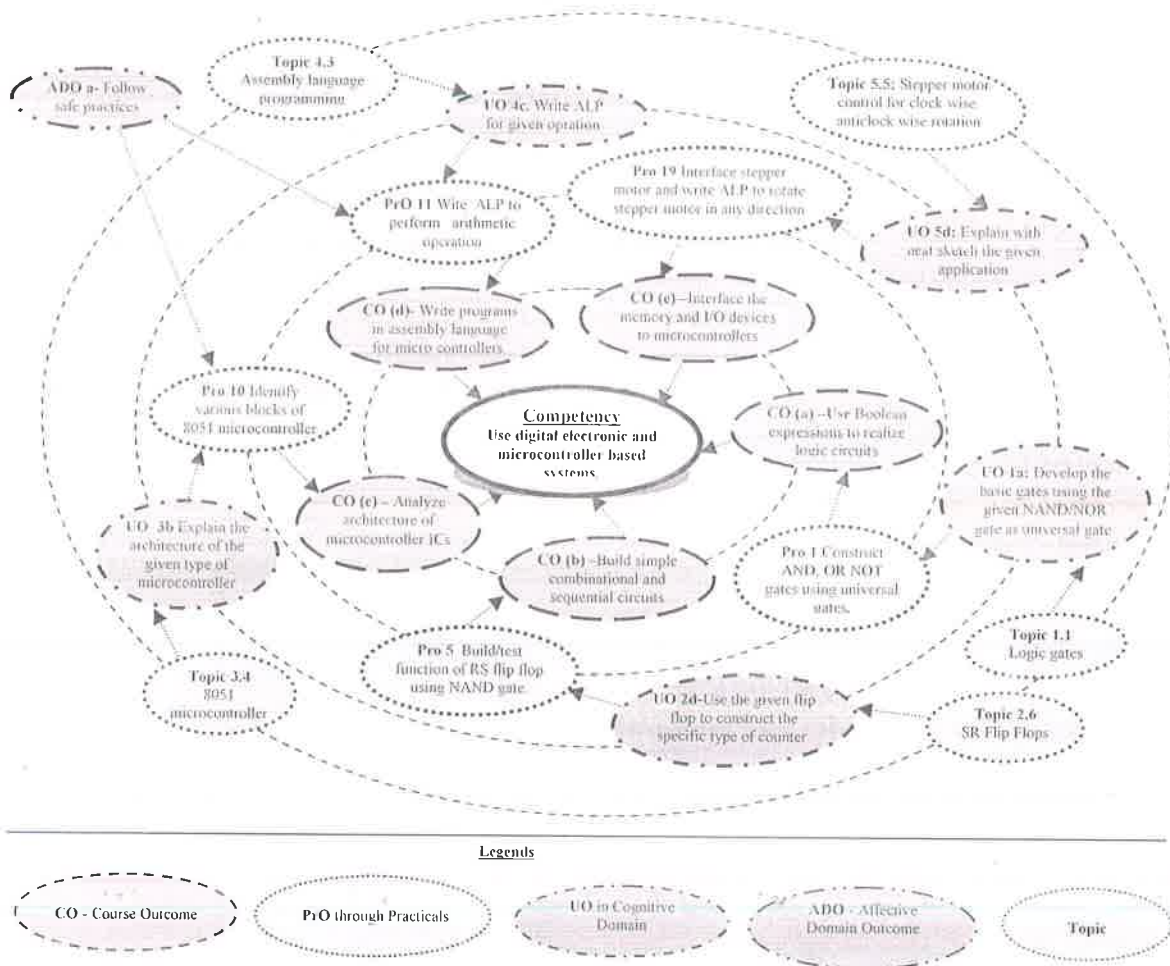 Topic 4.3
Assembly language
programming
ADO a- Follow
safe practices
UO 4c. Write ALP
for given opration
Topic 5.5: Stepper motor
control for clock wise
anticlock wise rotation
Pro 19 Interface stepper
motor and write ALP to rotate
stepper motor in any direction
PrO 11 Write ALP to
perform arithmetic
operation
UO 5d: Explain with
neat sketch the given
application
CO (d)- Write programs
in assembly language
for micro controllers.
CO (e) –Interface the
memory and I/O devices
to microcontrollers
Pro 10 Identify
various blocks of
8051 microcontroller
Competency
Use digital electronic and
microcontroller based
systems.
CO (a) –Use Boolean
expressions to realize
logic circuits
CO (c) – Analyze
architecture of
microcontroller ICs
UO 1a: Develop the
basic gates using the
given NAND/NOR
gate as universal gate
UO 3b Explain the
architecture of the
given type of
microcontroller
CO (b) –Build simple
combinational and
sequential circuits
Pro 1 Construct
AND, OR NOT
gates using universal
gates.
Topic 1.1
Logic gates
Pro 5 Build/test
function of RS flip flop
using NAND gate
Topic 3.4
8051
microcontroller
UO 2d-Use the given flip
flop to construct the
specific type of counter
Topic 2.6
SR Flip Flops
Legends
CO - Course Outcome
PrO through Practicals
UO in Cognitive
Domain
ADO - Affective
Domain Outcome
Topic